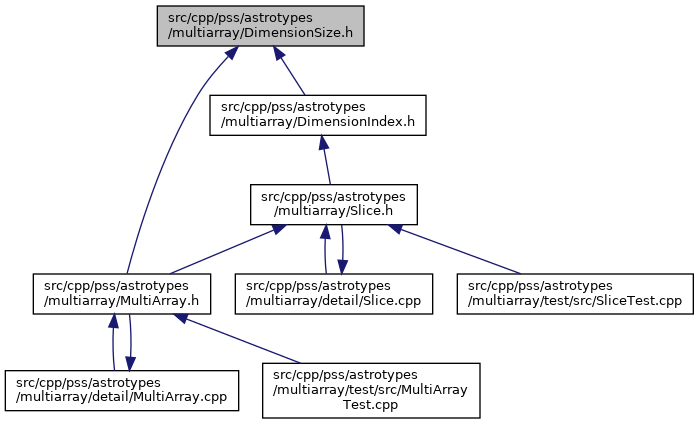 src/cpp/pss/astrotypes
/multiarray/DimensionSize.h
src/cpp/pss/astrotypes
/multiarray/DimensionIndex.h
src/cpp/pss/astrotypes
/multiarray/Slice.h
src/cpp/pss/astrotypes
/multiarray/MultiArray.h
src/cpp/pss/astrotypes
/multiarray/detail/Slice.cpp
src/cpp/pss/astrotypes
/multiarray/test/src/SliceTest.cpp
src/cpp/pss/astrotypes
/multiarray/detail/MultiArray.cpp
src/cpp/pss/astrotypes
/multiarray/test/src/MultiArray
Test.cpp